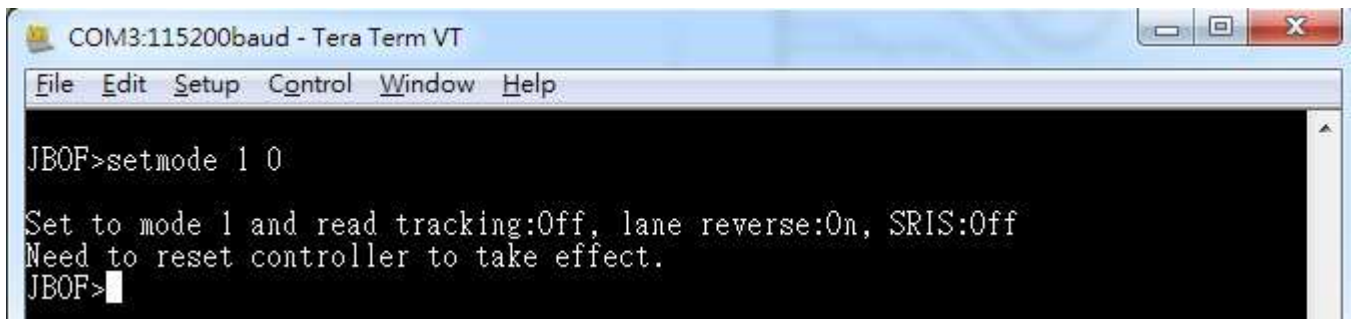 COM3:115200baud - Tera Term VT
File Edit Setup Control Window Help
JBOF>setmode 1 0
Set to mode 1 and read tracking:Off, lane reverse:On, SRIS:Off
Need to reset controller to take effect.
JBOF>